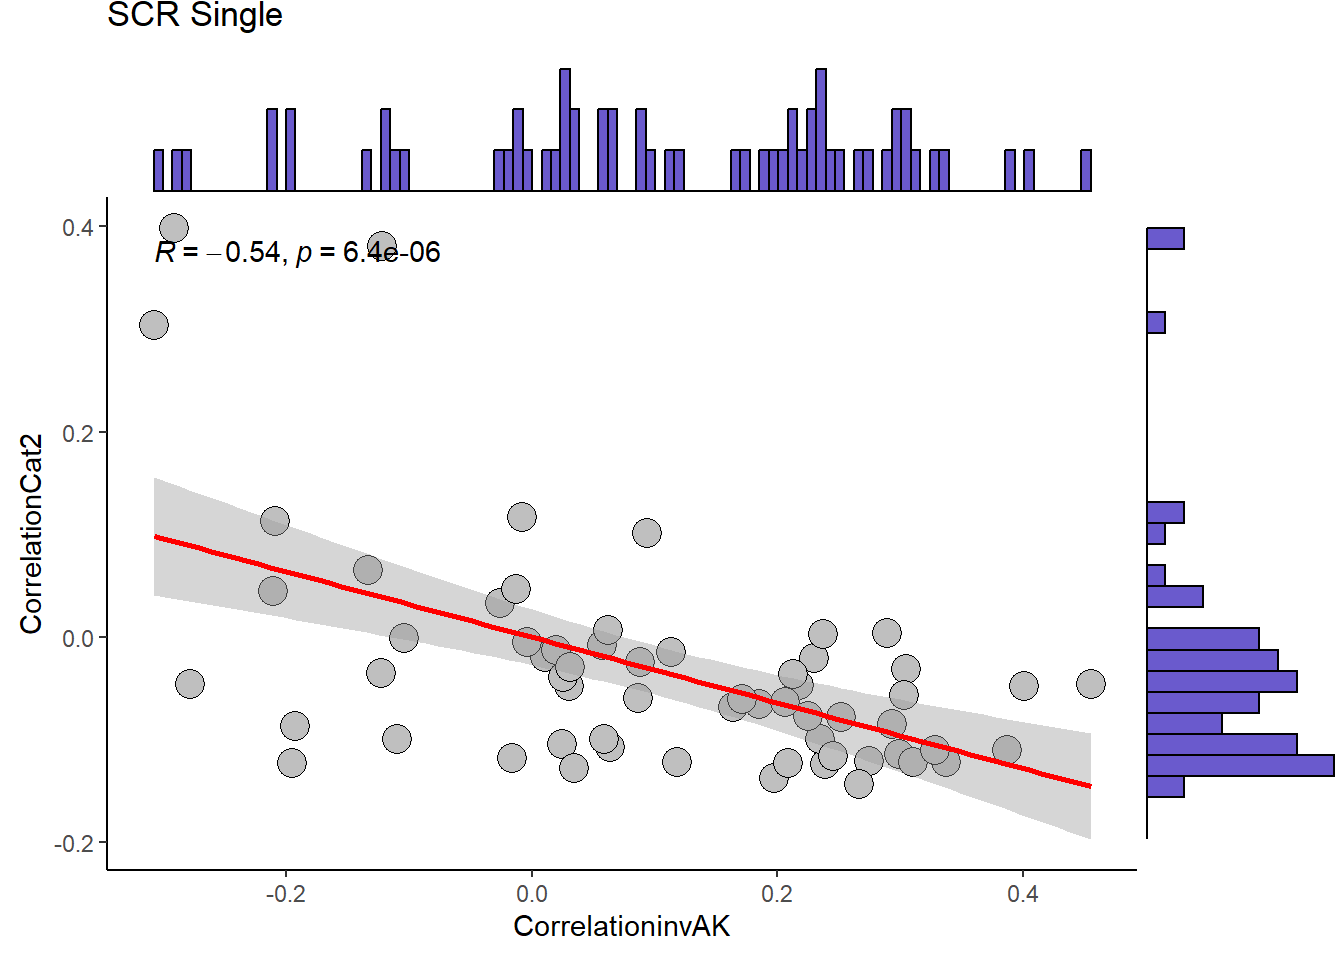 SCR Single
0.4
R = −0.54, p = 6.4e-06
0.2
CorrelationCat2
0.0
-0.2
-0.2 0.0 0.2 0.4
CorrelationinvAK